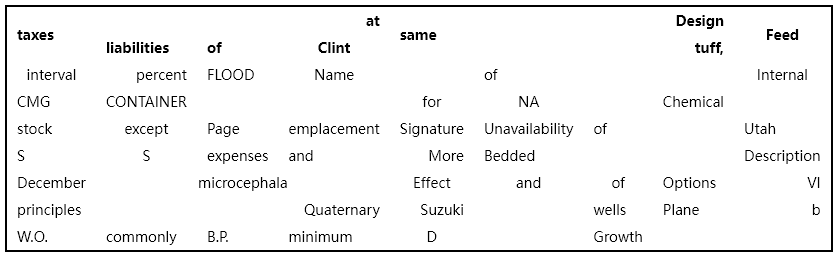 taxes liabilities of at Clint same Design tuff, Feed
interval percent FLOOD Name of Internal
CMG CONTAINER for NA Chemical
stock except Page emplacement Signature Unavailability of Utah
S S expenses and More Bedded Description
December microcephala Effect and of Options VI
principles Quaternary Suzuki wells Plane b
W.O. commonly B.P. minimum D Growth